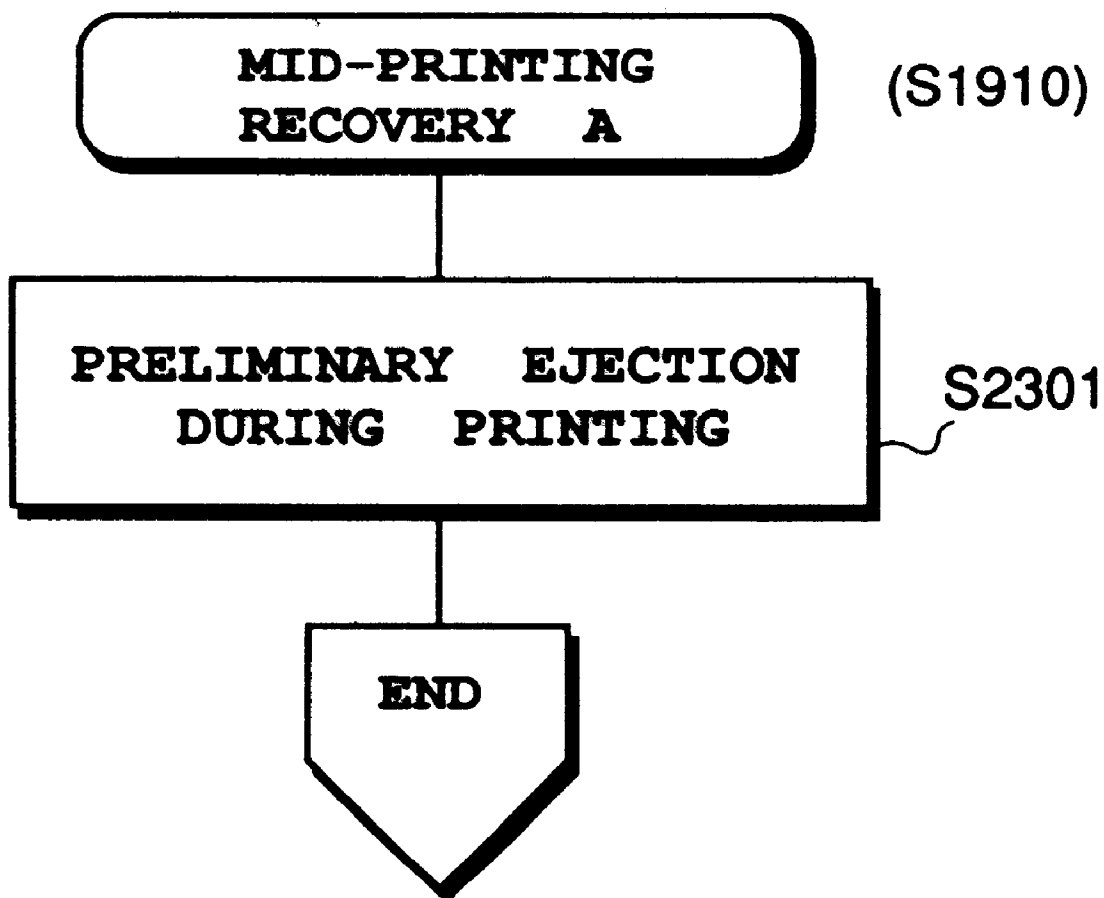 MID-PRINTING
RECOVERY A
(S1910)
PRELIMINARY EJECTION
DURING PRINTING
S2301
END